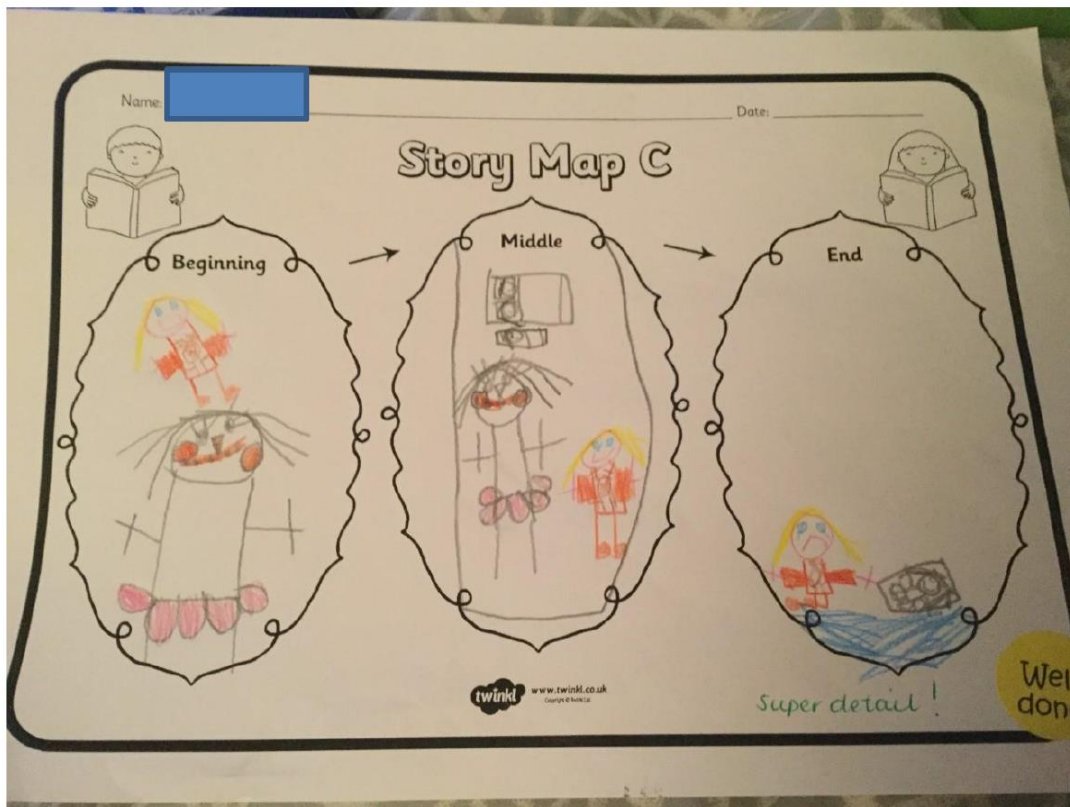 Name:
Date:
Story Map C
Beginning
Middle
End
twinkl
www.twinkl.co.uk
Super detail!
Wel
don